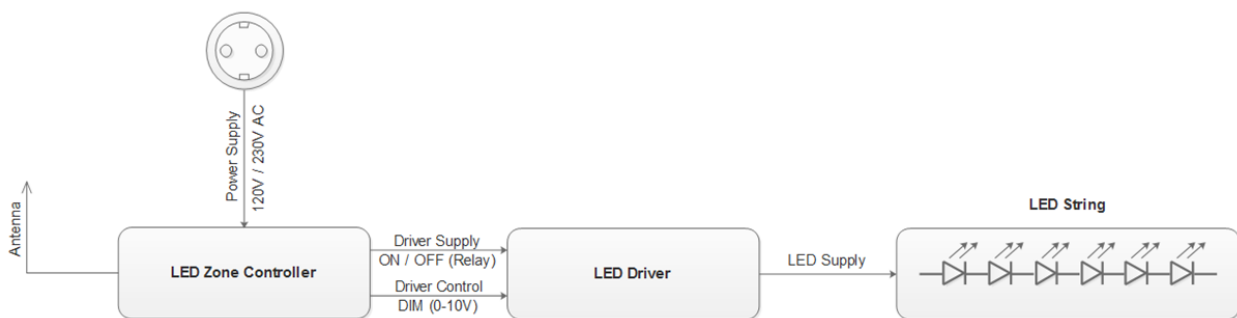 Power Supply
120V / 230V AC
Antenna
LED String
LED Zone Controller
Driver Supply
ON / OFF (Relay)
Driver Control
DIM (0-10V)
LED Driver
LED Supply